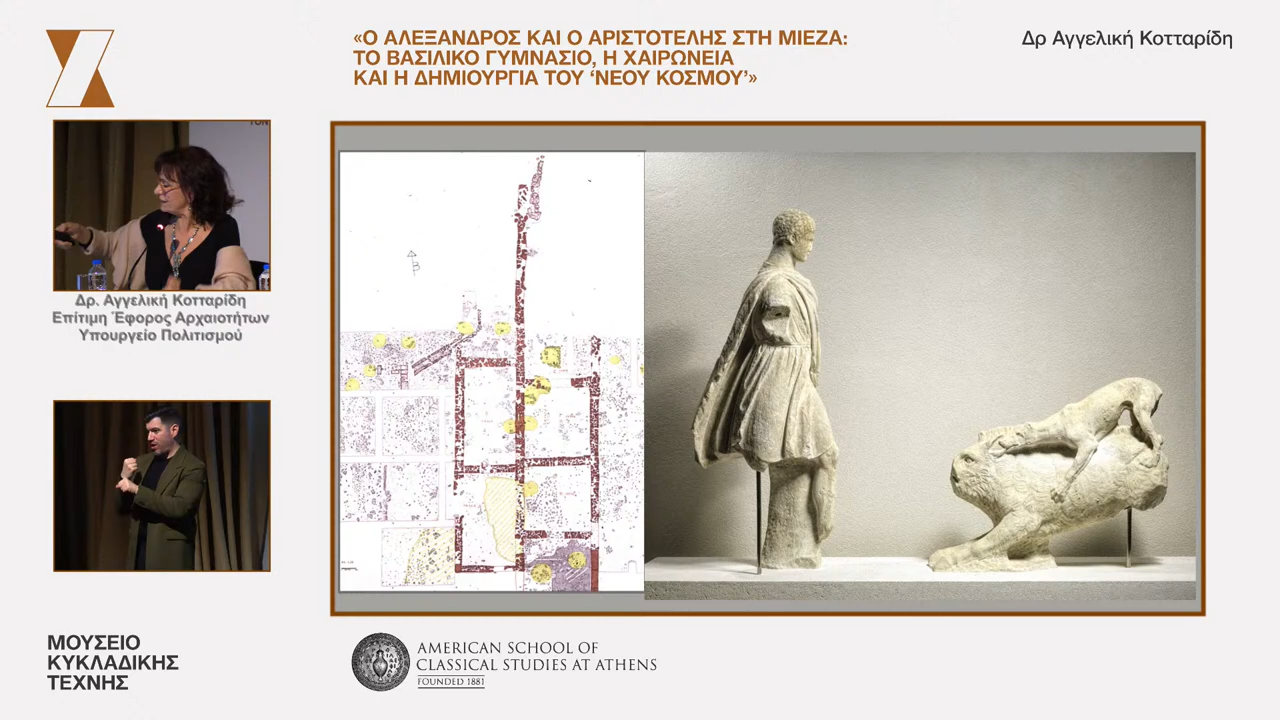 «Ο ΑΛΕΞΑΝΔΡΟΣ ΚΑΙ Ο ΑΡΙΣΤΟΤΕΛΗΣ ΣΤΗ ΜΙΕΖΑ:
ΤΟ ΒΑΣΙΛΙΚΟ ΓΥΜΝΑΣΙΟ, Η ΧΑΙΡΩΝΕΙΑ
ΚΑΙ Η ΔΗΜΙΟΥΡΓΙΑ ΤΟΥ ‘ΝΕΟΥ ΚΟΣΜΟΥ’»
Δρ Αγγελική Κοτταρίδη
Δρ. Αγγελική Κοτταρίδη
Επίτιμη Έφορος Αρχαιοτήτων
Υπουργείο Πολιτισμού
Β
ΜΟΥΣΕΙΟ
ΚΥΚΛΑΔΙΚΗΣ
ΤΕΧΝΗΣ
AMERICAN SCHOOL OF
CLASSICAL STUDIES AT ATHENS
FOUNDED 1881